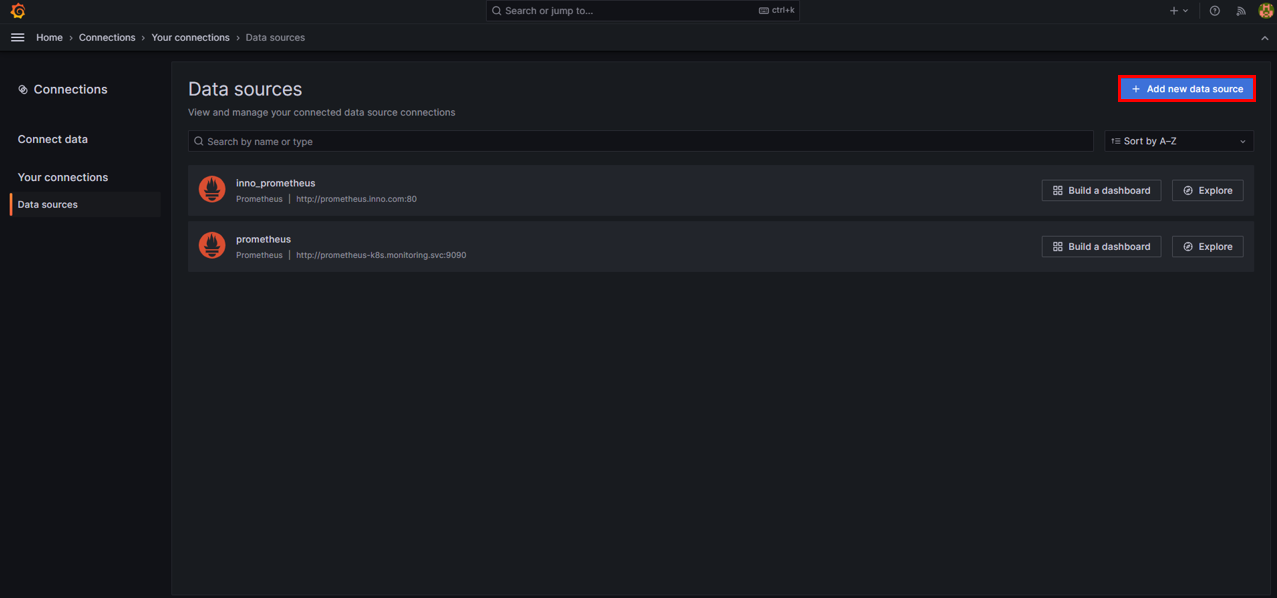 Search or jump to... ctrl+k
Home › Connections › Your connections › Data sources
Connections
Connect data
Your connections
Data sources
Data sources
+ Add new data source
View and manage your connected data source connections
Search by name or type
Sort by A–Z
inno_prometheus
Prometheus | http://prometheus.inno.com:80
Build a dashboard
Explore
prometheus
Prometheus | http://prometheus-k8s.monitoring.svc:9090
Build a dashboard
Explore